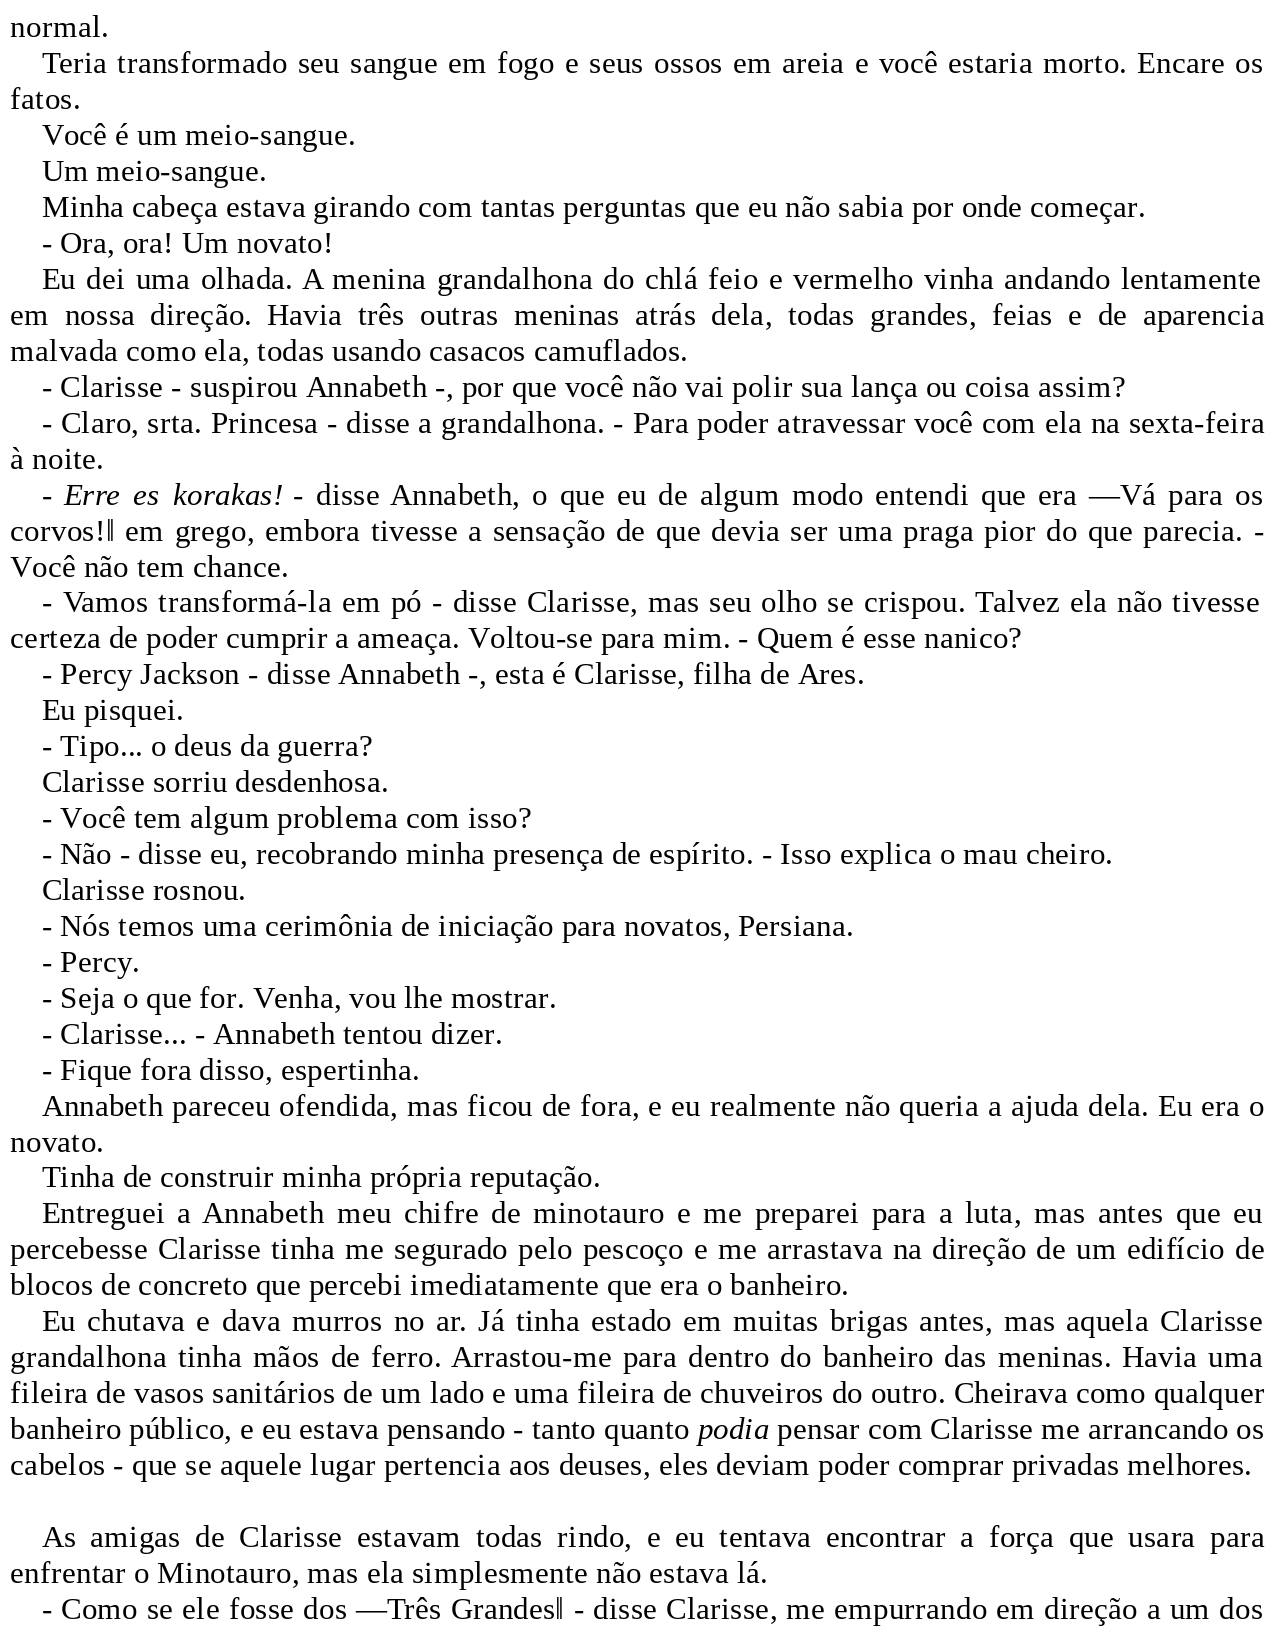 normal.
Teria transformado seu sangue em fogo e seus ossos em areia e você estaria morto. Encare os
fatos.
Você é um meio-sangue.
Um meio-sangue.
Minha cabeça estava girando com tantas perguntas que eu não sabia por onde começar.
- Ora, ora! Um novato!
Eu dei uma olhada. A menina grandalhona do chlá feio e vermelho vinha andando lentamente
em nossa direção. Havia três outras meninas atrás dela, todas grandes, feias e de aparencia
malvada como ela, todas usando casacos camuflados.
- Clarisse - suspirou Annabeth -, por que você não vai polir sua lança ou coisa assim?
- Claro, srta. Princesa - disse a grandalhona. - Para poder atravessar você com ela na sexta-feira
à noite.
- Erre es korakas! - disse Annabeth, o que eu de algum modo entendi que era ―Vá para os
corvos!‖ em grego, embora tivesse a sensação de que devia ser uma praga pior do que parecia. -
Você não tem chance.
- Vamos transformá-la em pó - disse Clarisse, mas seu olho se crispou. Talvez ela não tivesse
certeza de poder cumprir a ameaça. Voltou-se para mim. - Quem é esse nanico?
- Percy Jackson - disse Annabeth -, esta é Clarisse, filha de Ares.
Eu pisquei.
- Tipo... o deus da guerra?
Clarisse sorriu desdenhosa.
- Você tem algum problema com isso?
- Não - disse eu, recobrando minha presença de espírito. - Isso explica o mau cheiro.
Clarisse rosnou.
- Nós temos uma cerimônia de iniciação para novatos, Persiana.
- Percy.
- Seja o que for. Venha, vou lhe mostrar.
- Clarisse... - Annabeth tentou dizer.
- Fique fora disso, espertinha.
Annabeth pareceu ofendida, mas ficou de fora, e eu realmente não queria a ajuda dela. Eu era o
novato.
Tinha de construir minha própria reputação.
Entreguei a Annabeth meu chifre de minotauro e me preparei para a luta, mas antes que eu
percebesse Clarisse tinha me segurado pelo pescoço e me arrastava na direção de um edifício de
blocos de concreto que percebi imediatamente que era o banheiro.
Eu chutava e dava murros no ar. Já tinha estado em muitas brigas antes, mas aquela Clarisse
grandalhona tinha mãos de ferro. Arrastou-me para dentro do banheiro das meninas. Havia uma
fileira de vasos sanitários de um lado e uma fileira de chuveiros do outro. Cheirava como qualquer
banheiro público, e eu estava pensando - tanto quanto podia pensar com Clarisse me arrancando os
cabelos - que se aquele lugar pertencia aos deuses, eles deviam poder comprar privadas melhores.
As amigas de Clarisse estavam todas rindo, e eu tentava encontrar a força que usara para
enfrentar o Minotauro, mas ela simplesmente não estava lá.
- Como se ele fosse dos ―Três Grandes‖ - disse Clarisse, me empurrando em direção a um dos